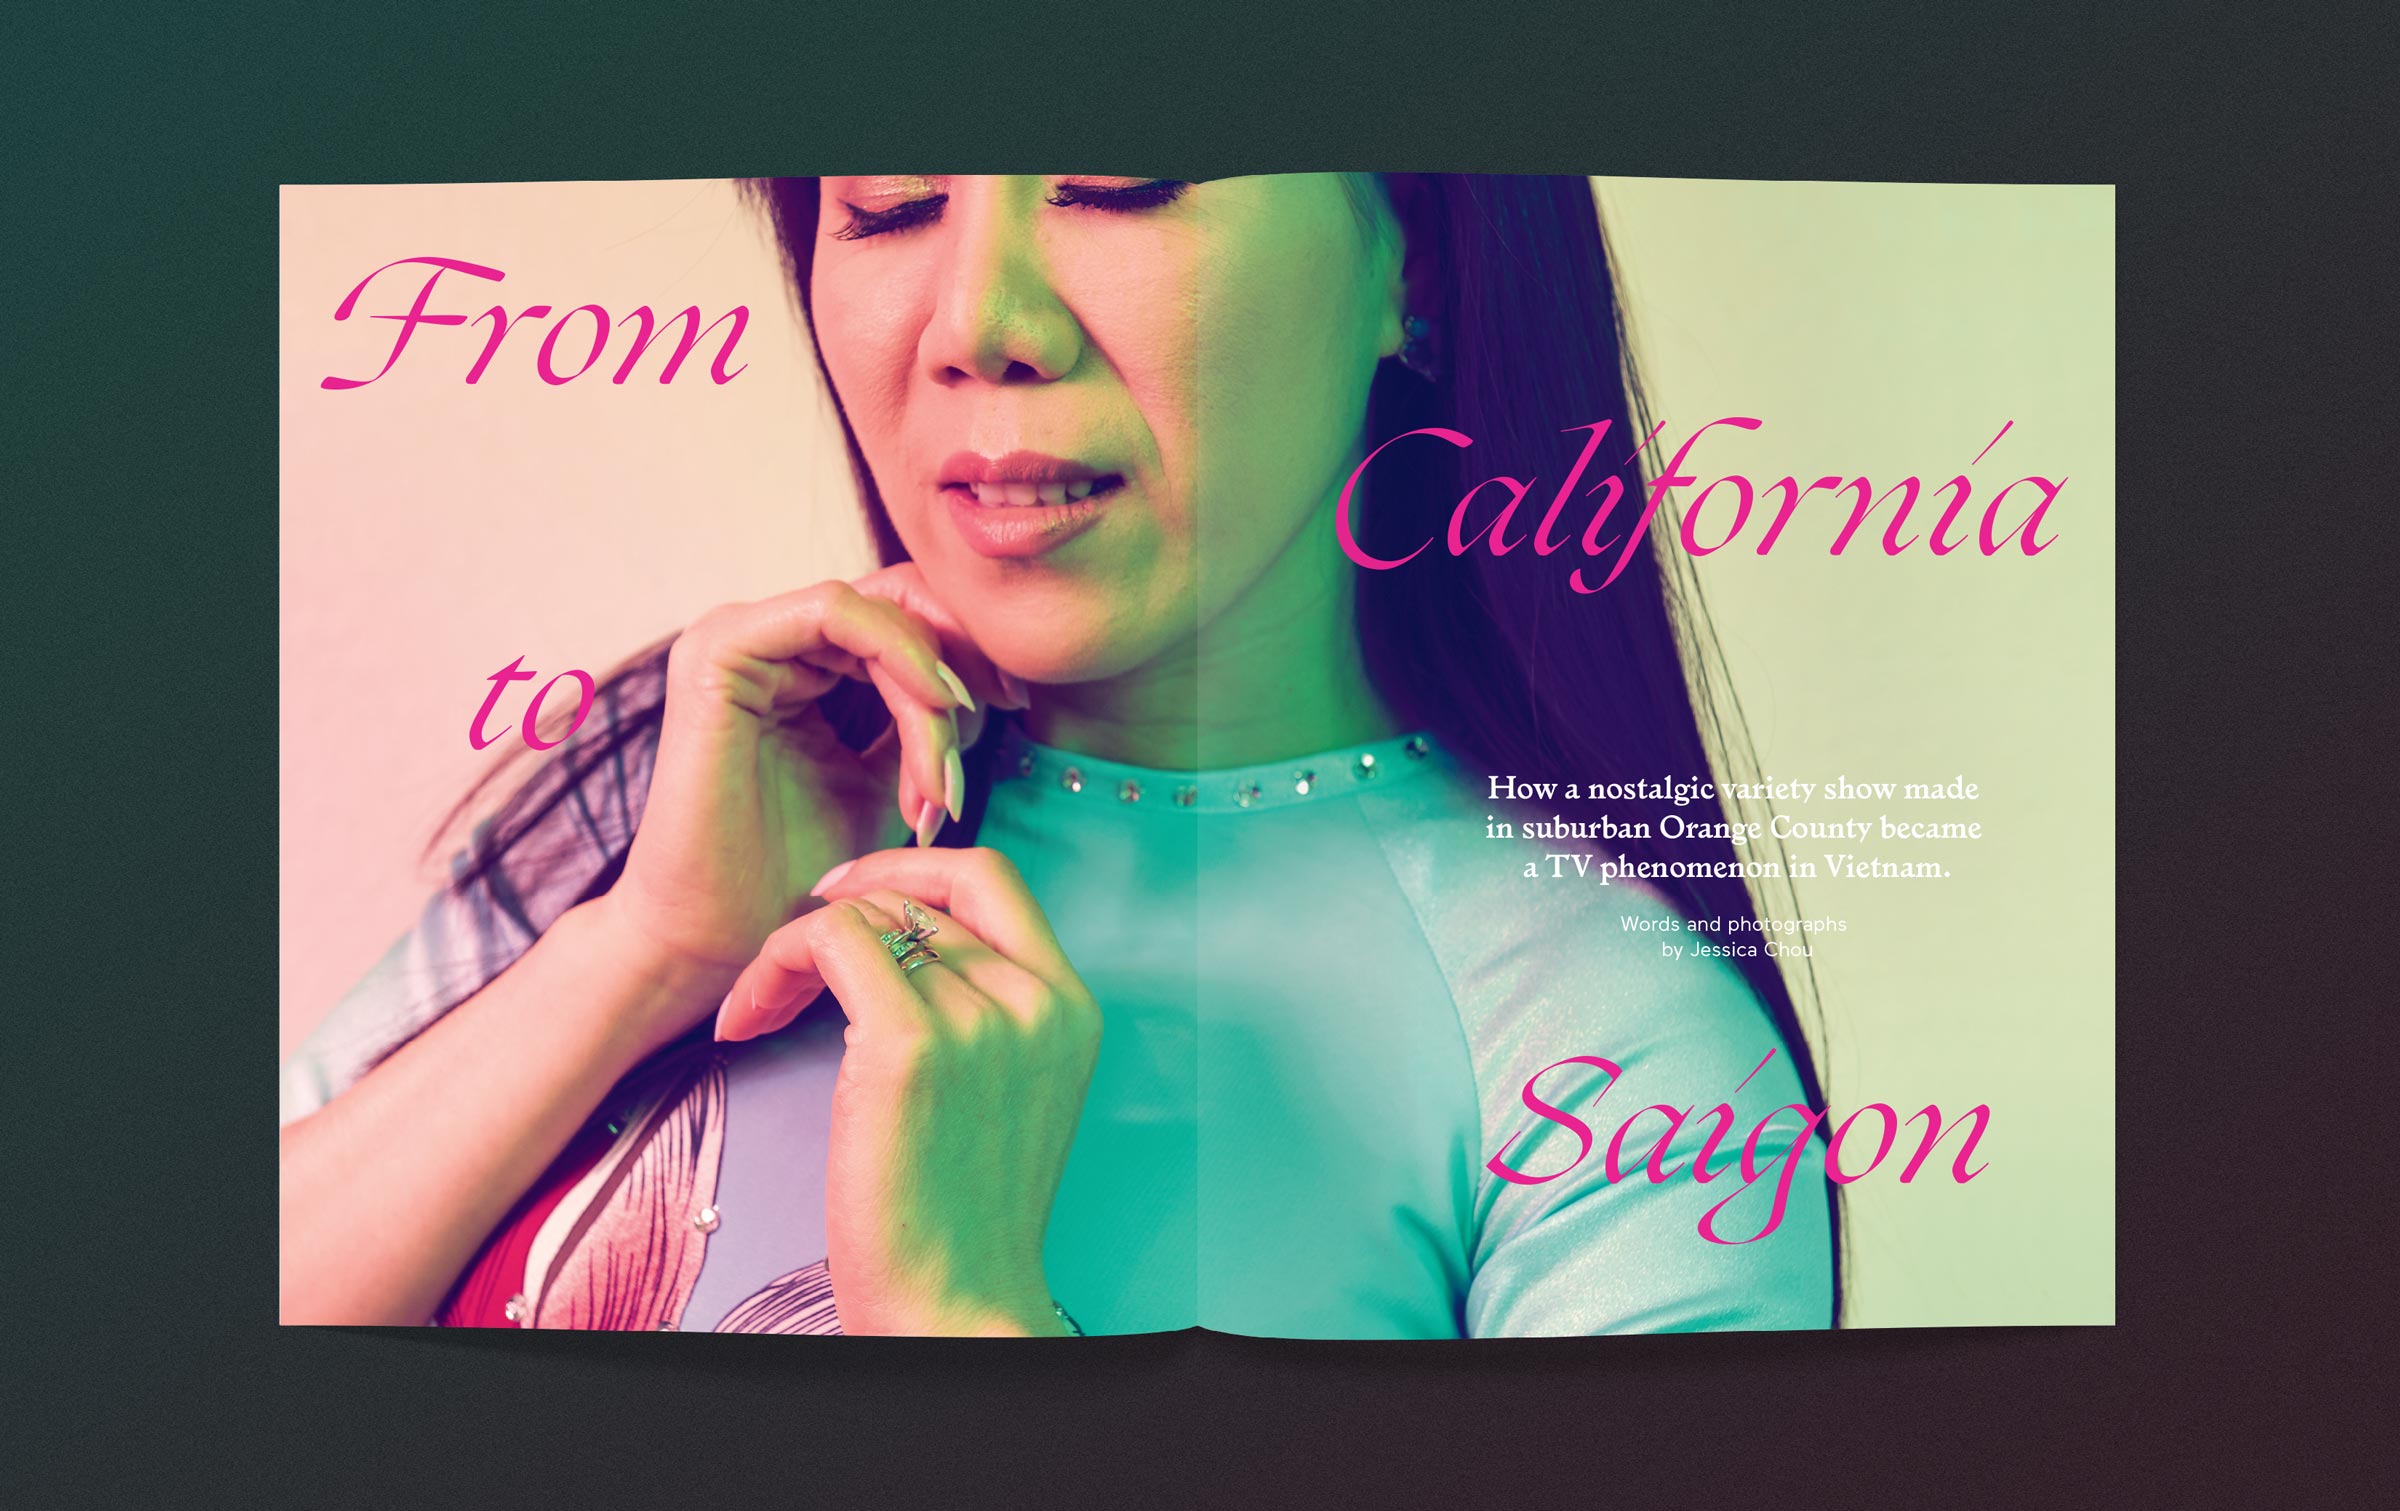 From
California
to
How a nostalgic variety show made
in suburban Orange County became
a TV phenomenon in Vietnam.
Words and photographs
by Jessica Chou
Saigon